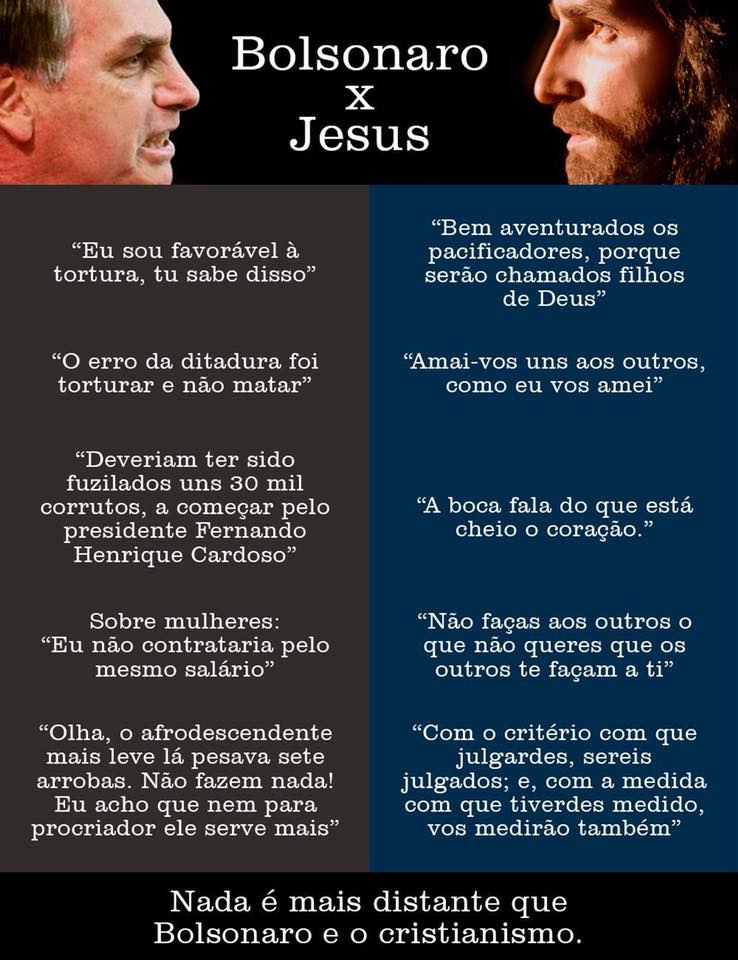 Bolsonaro
x
Jesus
“Eu sou favorável à
tortura, tu sabe disso”
“Bem aventurados os
pacificadores, porque
serão chamados filhos
de Deus”
“O erro da ditadura foi
torturar e não matar”
“Amai-vos uns aos outros,
como eu vos amei”
“Deveriam ter sido
fuzilados uns 30 mil
corrutos, a começar pelo
presidente Fernando
Henrique Cardoso”
“A boca fala do que está
cheio o coração.”
Sobre mulheres:
“Eu não contrataria pelo
mesmo salário”
“Não faças aos outros o
que não queres que os
outros te façam a ti”
“Olha, o afrodescendente
mais leve lá pesava sete
arrobas. Não fazem nada!
Eu acho que nem para
procriador ele serve mais”
“Com o critério com que
julgardes, sereis
julgados; e, com a medida
com que tiverdes medido,
vos medirão também”
Nada é mais distante que
Bolsonaro e o cristianismo.